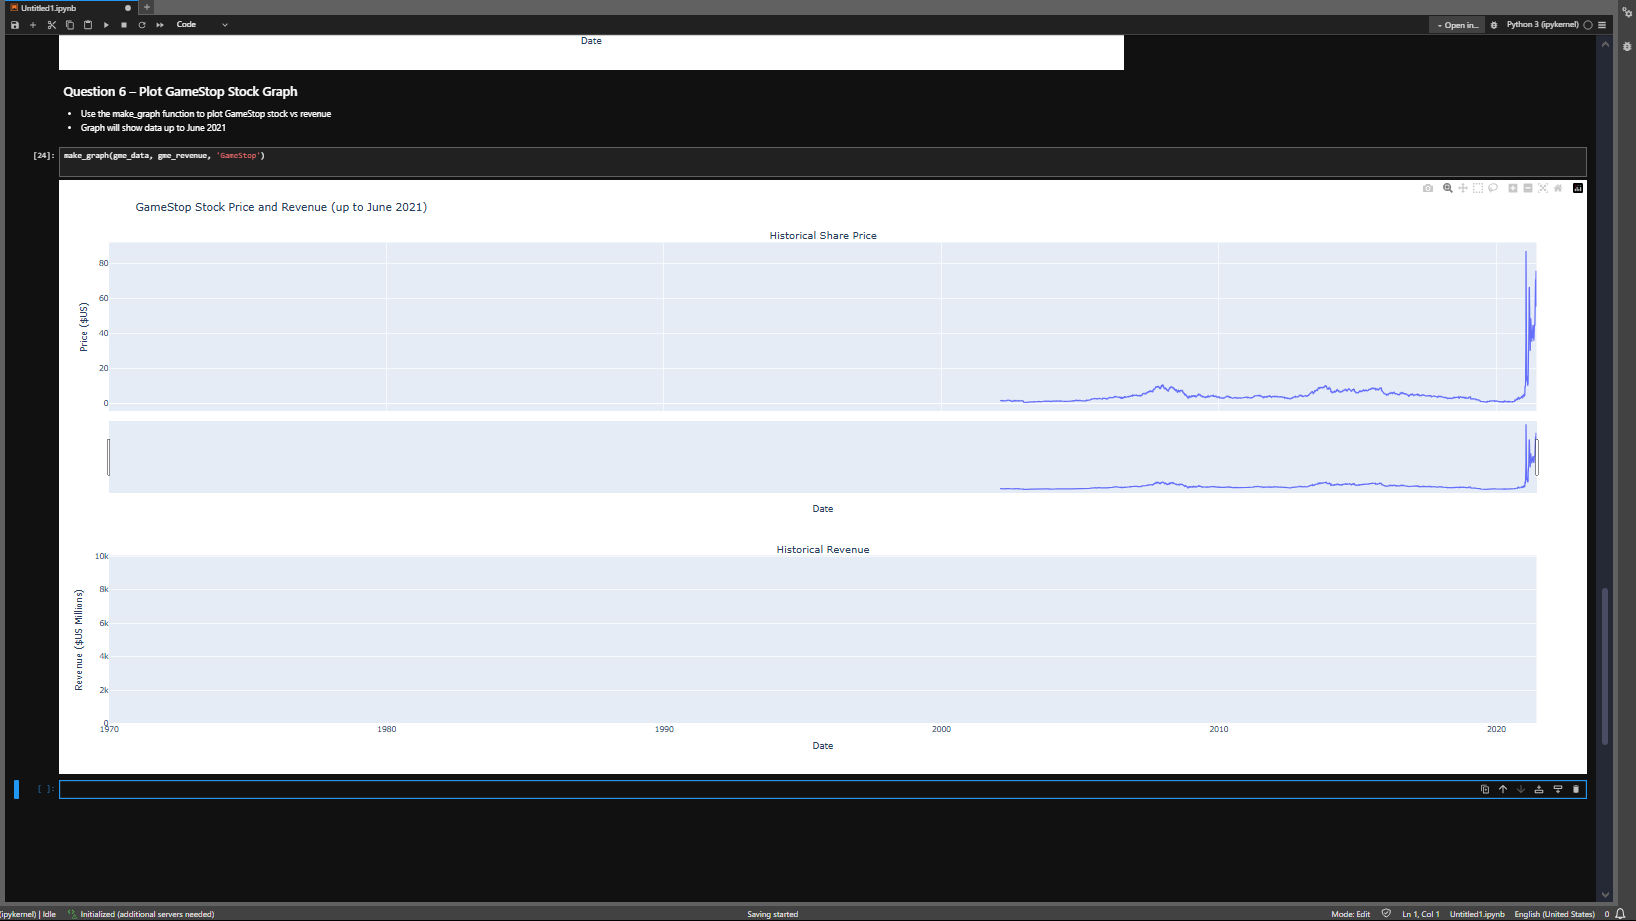 Untitled1.ipynb
Code
Open in...
Python 3 (ipykernel)
Date
Question 6 – Plot GameStop Stock Graph
Use the make_graph function to plot GameStop stock vs revenue
Graph will show data up to June 2021
[24]:
make_graph(gme_data, gme_revenue, 'GameStop')
GameStop Stock Price and Revenue (up to June 2021)
Historical Share Price
Price ($US)
80
60
40
20
0
Date
Historical Revenue
Revenue ($US Millions)
10k
8k
6k
4k
2k
0
1970 1980 1990 2000 2010 2020
Date
[ ]:
(ipykernel) | Idle
Initialized (additional servers needed)
Saving started
Mode: Edit
Ln 1, Col 1
Untitled1.ipynb
English (United States)
0